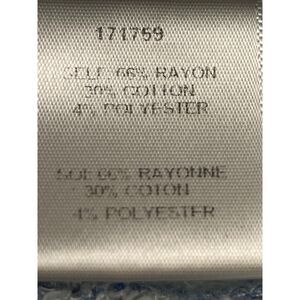 171759
SELF 66% RAYON
30% COTTON
4% POLYESTER
SOI 66% RAYONNE
30% COTON
4% POLYESTER